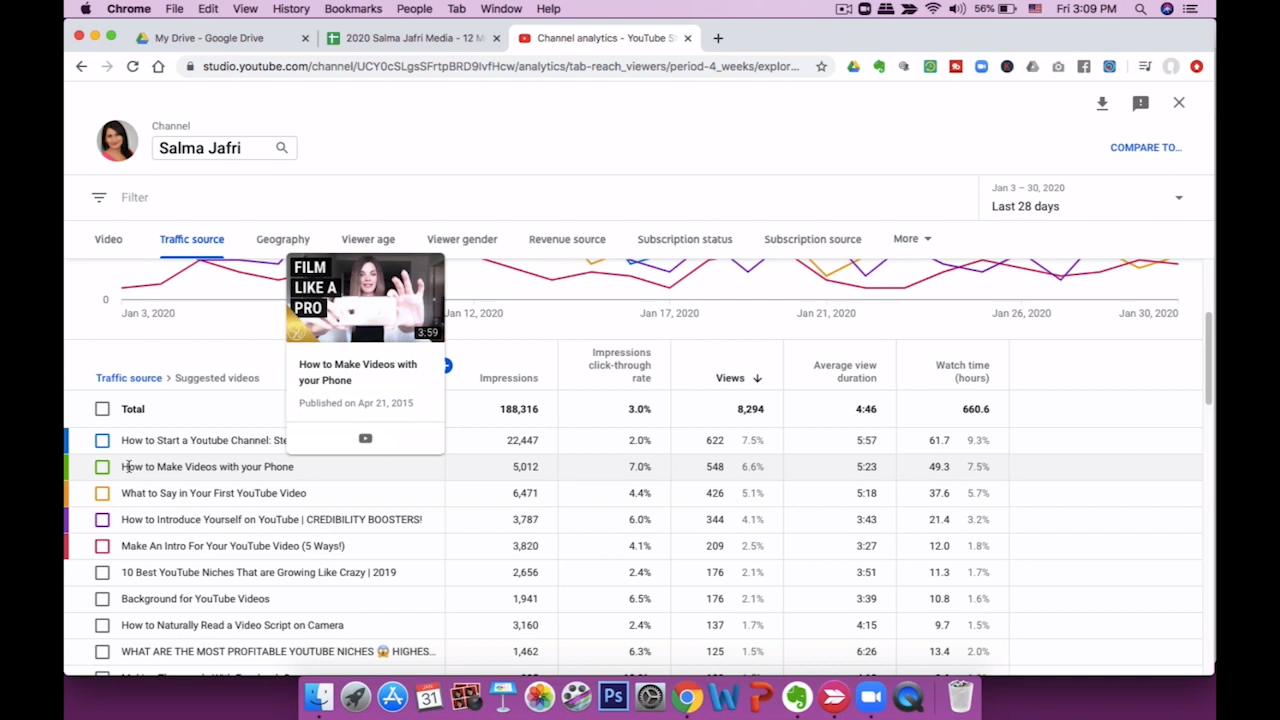 Chrome File Edit View History Bookmarks People Tab Window Help 56% Fri 3:09 PM
My Drive - Google Drive
2020 Salma Jafri Media - 12 M
Channel analytics - YouTube S
studio.youtube.com/channel/UCY0cSLgsSFrtpBRD9IvfHcw/analytics/tab-reach_viewers/period-4_weeks/explor...
Channel
Salma Jafri
COMPARE TO...
Filter
Jan 3 – 30, 2020
Last 28 days
Video Traffic source Geography Viewer age Viewer gender Revenue source Subscription status Subscription source More
0
Jan 3, 2020 Jan 12, 2020 Jan 17, 2020 Jan 21, 2020 Jan 26, 2020 Jan 30, 2020
FILM
LIKE A
PRO
3:59
How to Make Videos with
your Phone
Published on Apr 21, 2015
Traffic source > Suggested videos Impressions Impressions click-through rate Views Average view duration Watch time (hours)
Total 188,316 3.0% 8,294 4:46 660.6
How to Start a Youtube Channel: Ste 22,447 2.0% 622 7.5% 5:57 61.7 9.3%
How to Make Videos with your Phone 5,012 7.0% 548 6.6% 5:23 49.3 7.5%
What to Say in Your First YouTube Video 6,471 4.4% 426 5.1% 5:18 37.6 5.7%
How to Introduce Yourself on YouTube | CREDIBILITY BOOSTERS! 3,787 6.0% 344 4.1% 3:43 21.4 3.2%
Make An Intro For Your YouTube Video (5 Ways!) 3,820 4.1% 209 2.5% 3:27 12.0 1.8%
10 Best YouTube Niches That are Growing Like Crazy | 2019 2,656 2.4% 176 2.1% 3:51 11.3 1.7%
Background for YouTube Videos 1,941 6.5% 176 2.1% 3:39 10.8 1.6%
How to Naturally Read a Video Script on Camera 3,160 2.4% 137 1.7% 4:15 9.7 1.5%
WHAT ARE THE MOST PROFITABLE YOUTUBE NICHES 😱 HIGHES... 1,462 6.3% 125 1.5% 6:26 13.4 2.0%
JAN
31
Ps